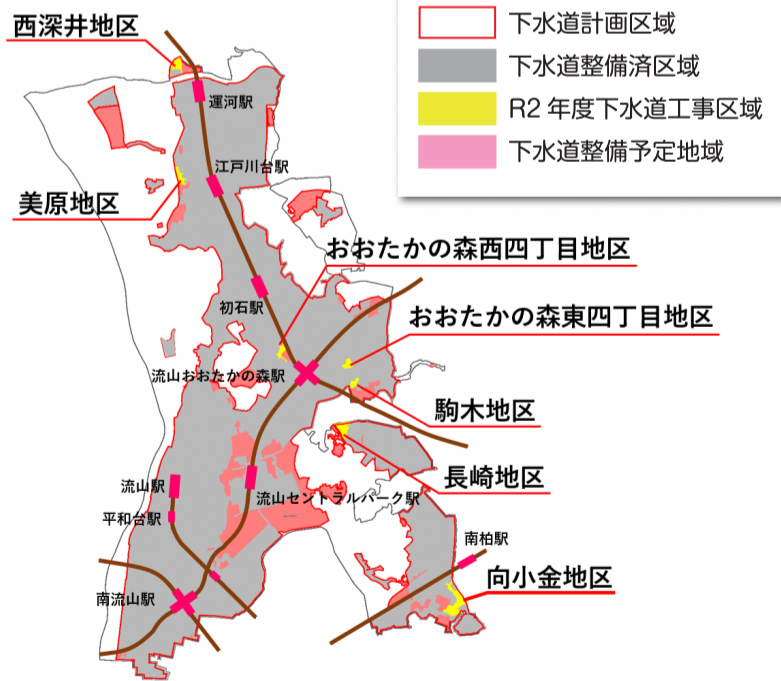 下水道計画区域
下水道整備済区域
R2年度下水道工事区域
下水道整備予定地域
西深井地区
運河駅
江戸川台駅
美原地区
おおたかの森西四丁目地区
初石駅
おおたかの森東四丁目地区
流山おおたかの森駅
駒木地区
長崎地区
流山駅
流山セントラルパーク駅
平和台駅
南柏駅
向小金地区
南流山駅